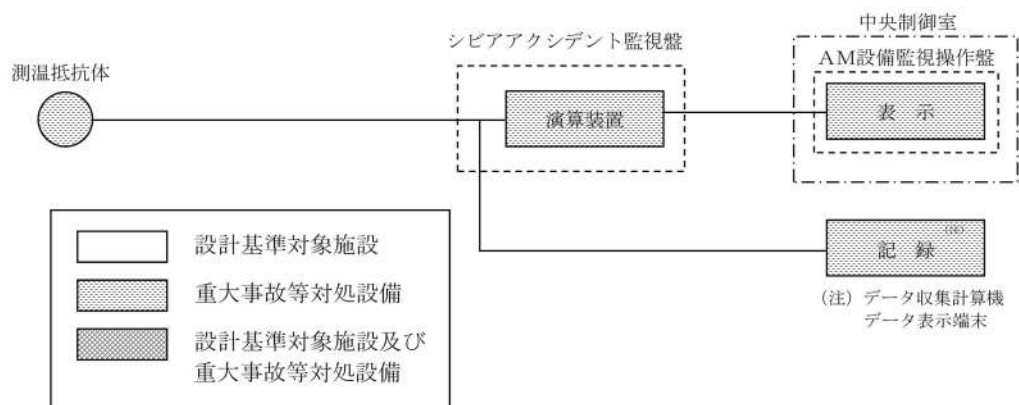 中央制御室
シビアアクシデント監視盤
AM設備監視操作盤
測温抵抗体
演算装置
表 示
設計基準対象施設
重大事故等対処設備
設計基準対象施設及び
重大事故等対処設備
(注)
記 録
(注) データ収集計算機
データ表示端末